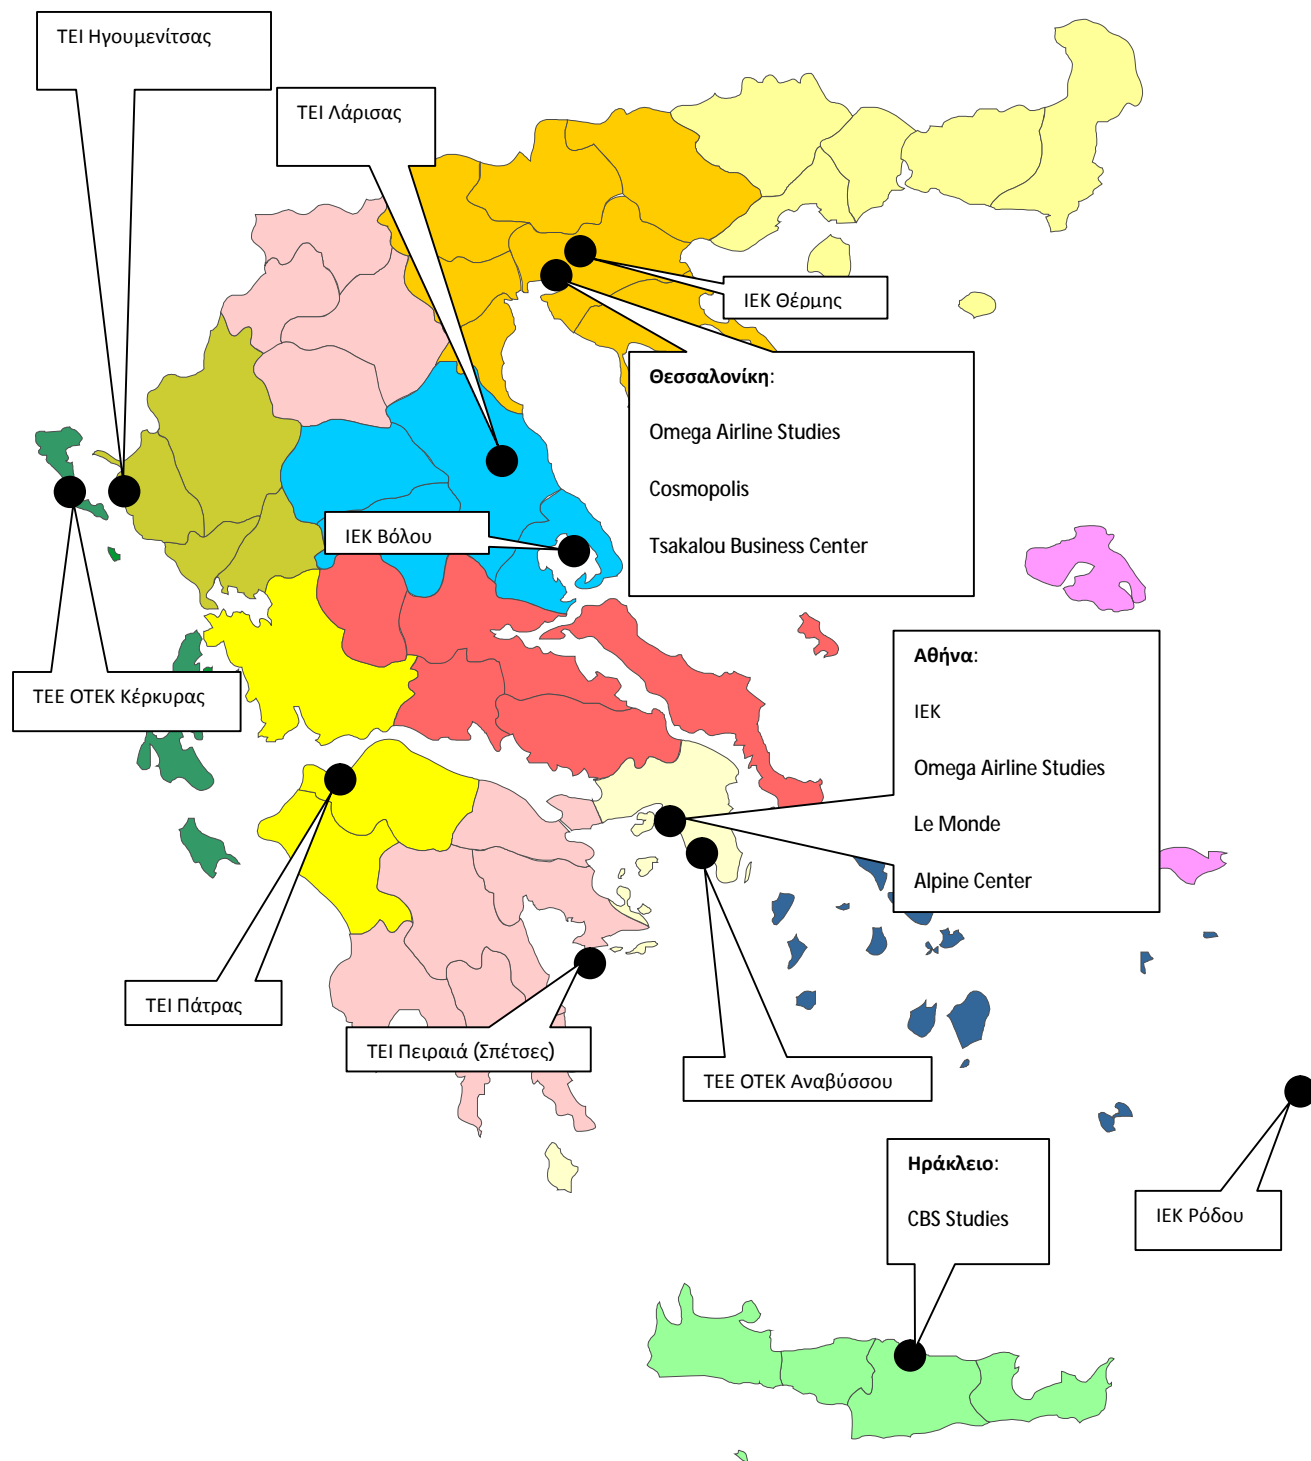 ΤΕΙ Ηγουμενίτσας
ΤΕΙ Λάρισας
ΙΕΚ Θέρμης
Θεσσαλονίκη:
Omega Airline Studies
Cosmopolis
Tsakalou Business Center
ΙΕΚ Βόλου
ΤΕΕ ΟΤΕΚ Κέρκυρας
Αθήνα:
ΙΕΚ
Omega Airline Studies
Le Monde
Alpine Center
ΤΕΙ Πάτρας
ΤΕΙ Πειραιά (Σπέτσες)
ΤΕΕ ΟΤΕΚ Αναβύσσου
Ηράκλειο:
CBS Studies
ΙΕΚ Ρόδου